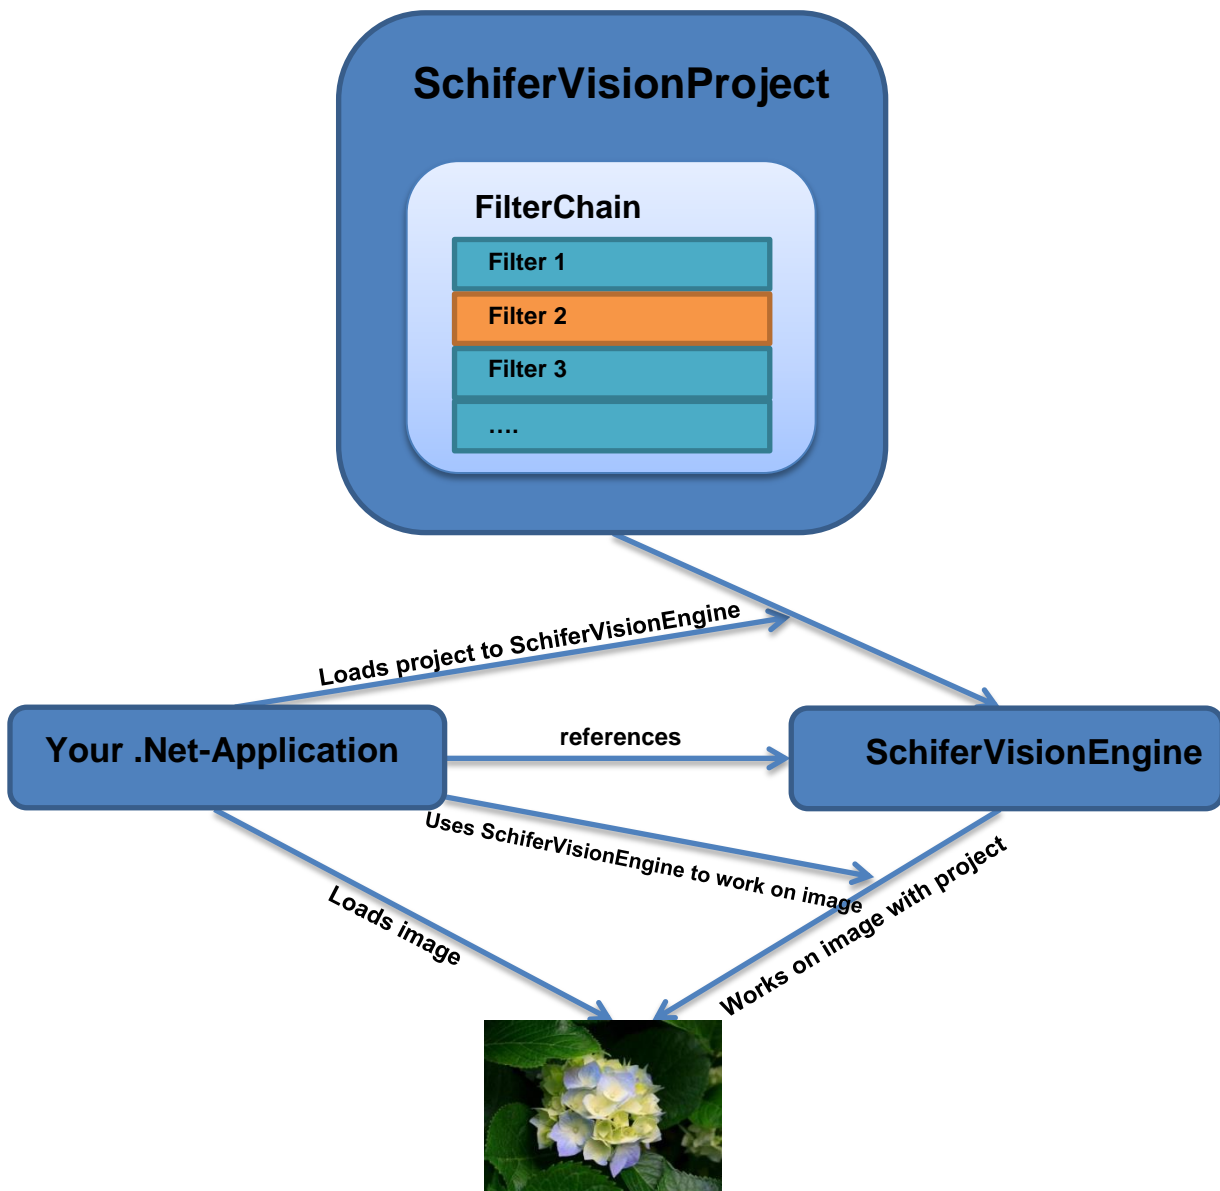 SchiferVisionProject
FilterChain
Filter 1
Filter 2
Filter 3
....
Loads project to SchiferVisionEngine
Your .Net-Application
references
SchiferVisionEngine
Uses SchiferVisionEngine to work on image
Loads image
Works on image with project